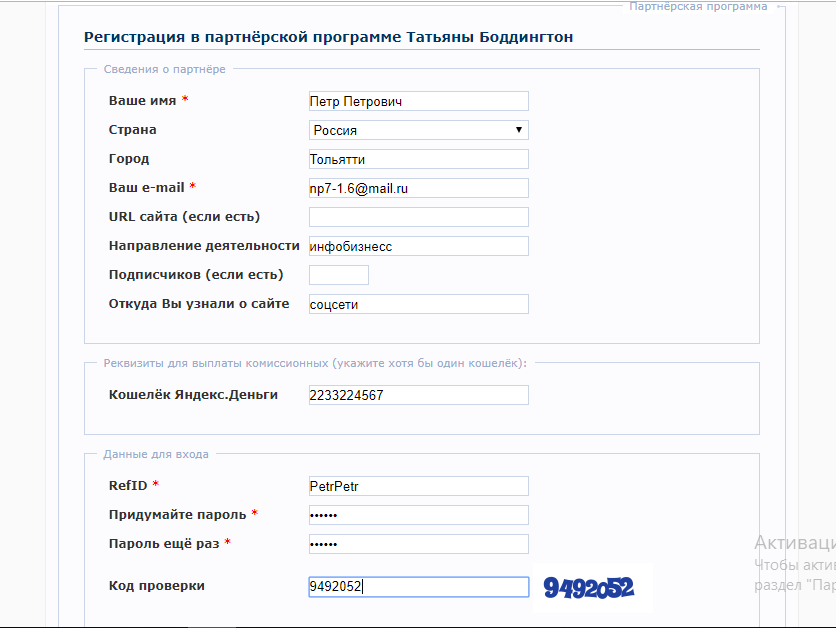 Партнёрская программа
Регистрация в партнёрской программе Татьяны Боддингтон
Сведения о партнёре
Ваше имя * Петр Петрович
Страна Россия
Город Тольятти
Ваш e-mail * np7-1.6@mail.ru
URL сайта (если есть)
Направление деятельности инфобизнесс
Подписчиков (если есть)
Откуда Вы узнали о сайте соцсети
Реквизиты для выплаты комиссионных (укажите хотя бы один кошелёк):
Кошелёк Яндекс.Деньги 2233224567
Данные для входа
RefID * PetrPetr
Придумайте пароль * ••••••
Пароль ещё раз * ••••••
Код проверки 9492052 9492052
Активаци
Чтобы акти
раздел "Пар